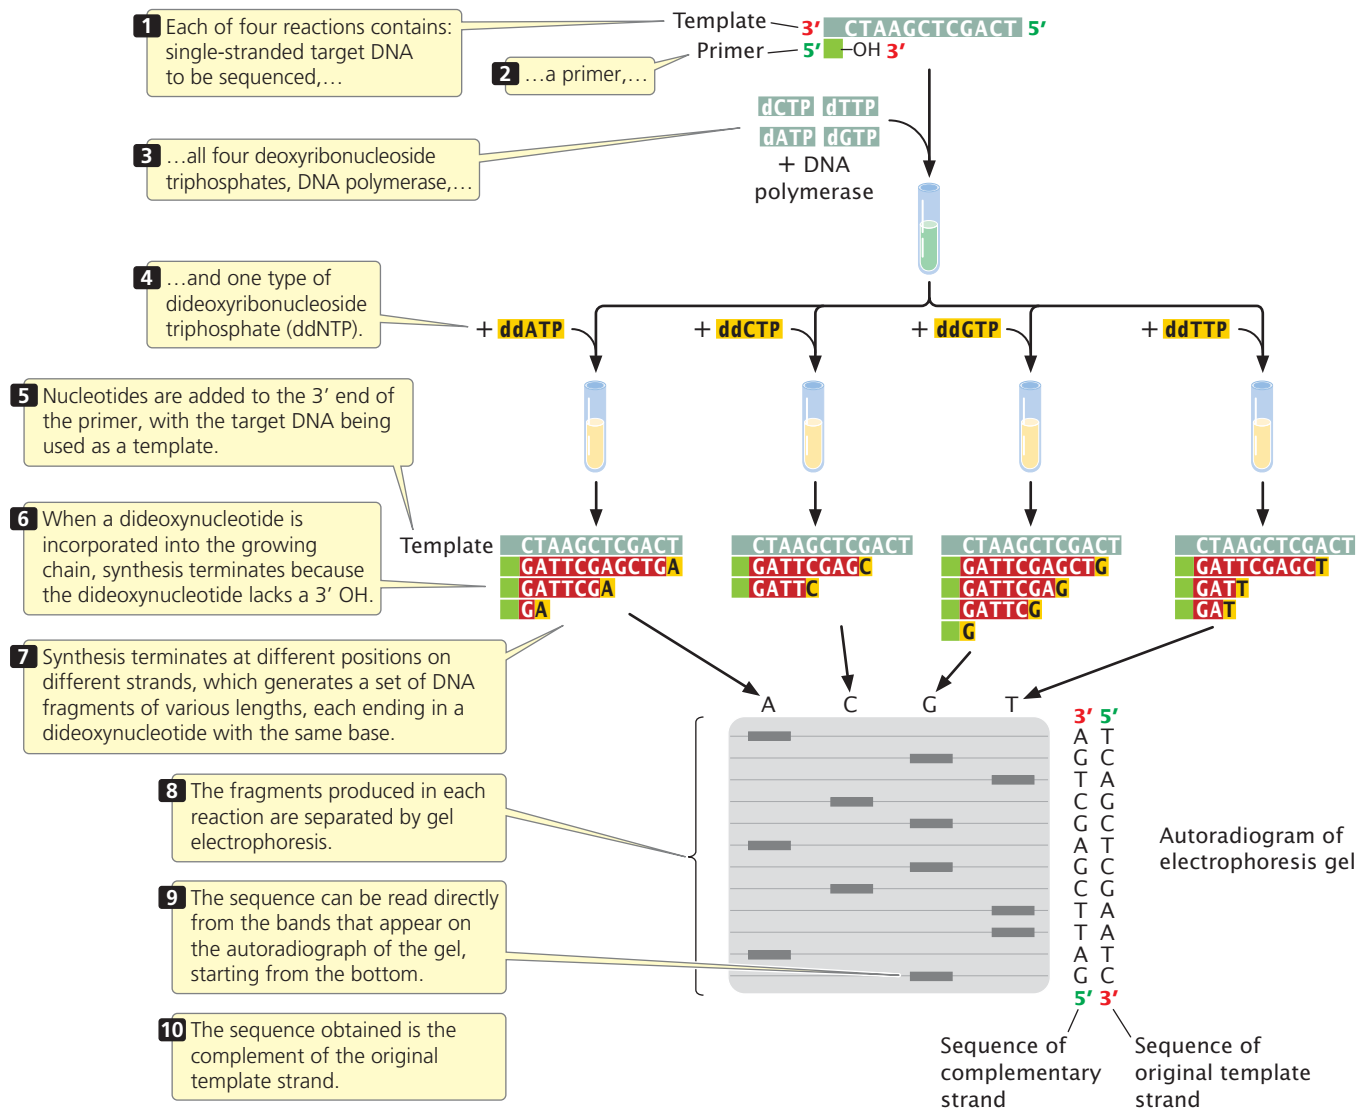 1 Each of four reactions contains:
single-stranded target DNA
to be sequenced,…
Template 3′ CTAAGCTCGACT 5′
Primer 5′ –OH 3′
2 …a primer,…
dCTP dTTP
dATP dGTP
+ DNA
polymerase
3 …all four deoxyribonucleoside
triphosphates, DNA polymerase,…
4 …and one type of
dideoxyribonucleoside
triphosphate (ddNTP).
+ ddATP + ddCTP + ddGTP + ddTTP
5 Nucleotides are added to the 3′ end of
the primer, with the target DNA being
used as a template.
6 When a dideoxynucleotide is
incorporated into the growing
chain, synthesis terminates because
the dideoxynucleotide lacks a 3′ OH.
Template CTAAGCTCGACT CTAAGCTCGACT CTAAGCTCGACT CTAAGCTCGACT
GATTCGAGCTGA GATTCGAGC GATTCGAGCTG GATTCGAGCT
GATTCGA GATTC GATTCGAG GATT
GA GATTCG GAT
G
7 Synthesis terminates at different positions on
different strands, which generates a set of DNA
fragments of various lengths, each ending in a
dideoxynucleotide with the same base.
A C G T
3′ 5′
A T
G C
T A
C G
G C
A T
G C
C G
T A
T A
A T
G C
5′ 3′
8 The fragments produced in each
reaction are separated by gel
electrophoresis.
Autoradiogram of
electrophoresis gel
9 The sequence can be read directly
from the bands that appear on
the autoradiograph of the gel,
starting from the bottom.
10 The sequence obtained is the
complement of the original
template strand.
Sequence of
complementary
strand
Sequence of
original template
strand